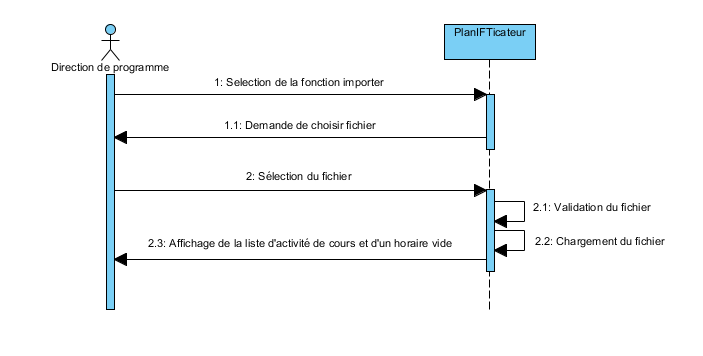 PlanIFTicateur
Direction de programme
1: Selection de la fonction importer
1.1: Demande de choisir fichier
2: Sélection du fichier
2.1: Validation du fichier
2.2: Chargement du fichier
2.3: Affichage de la liste d'activité de cours et d'un horaire vide